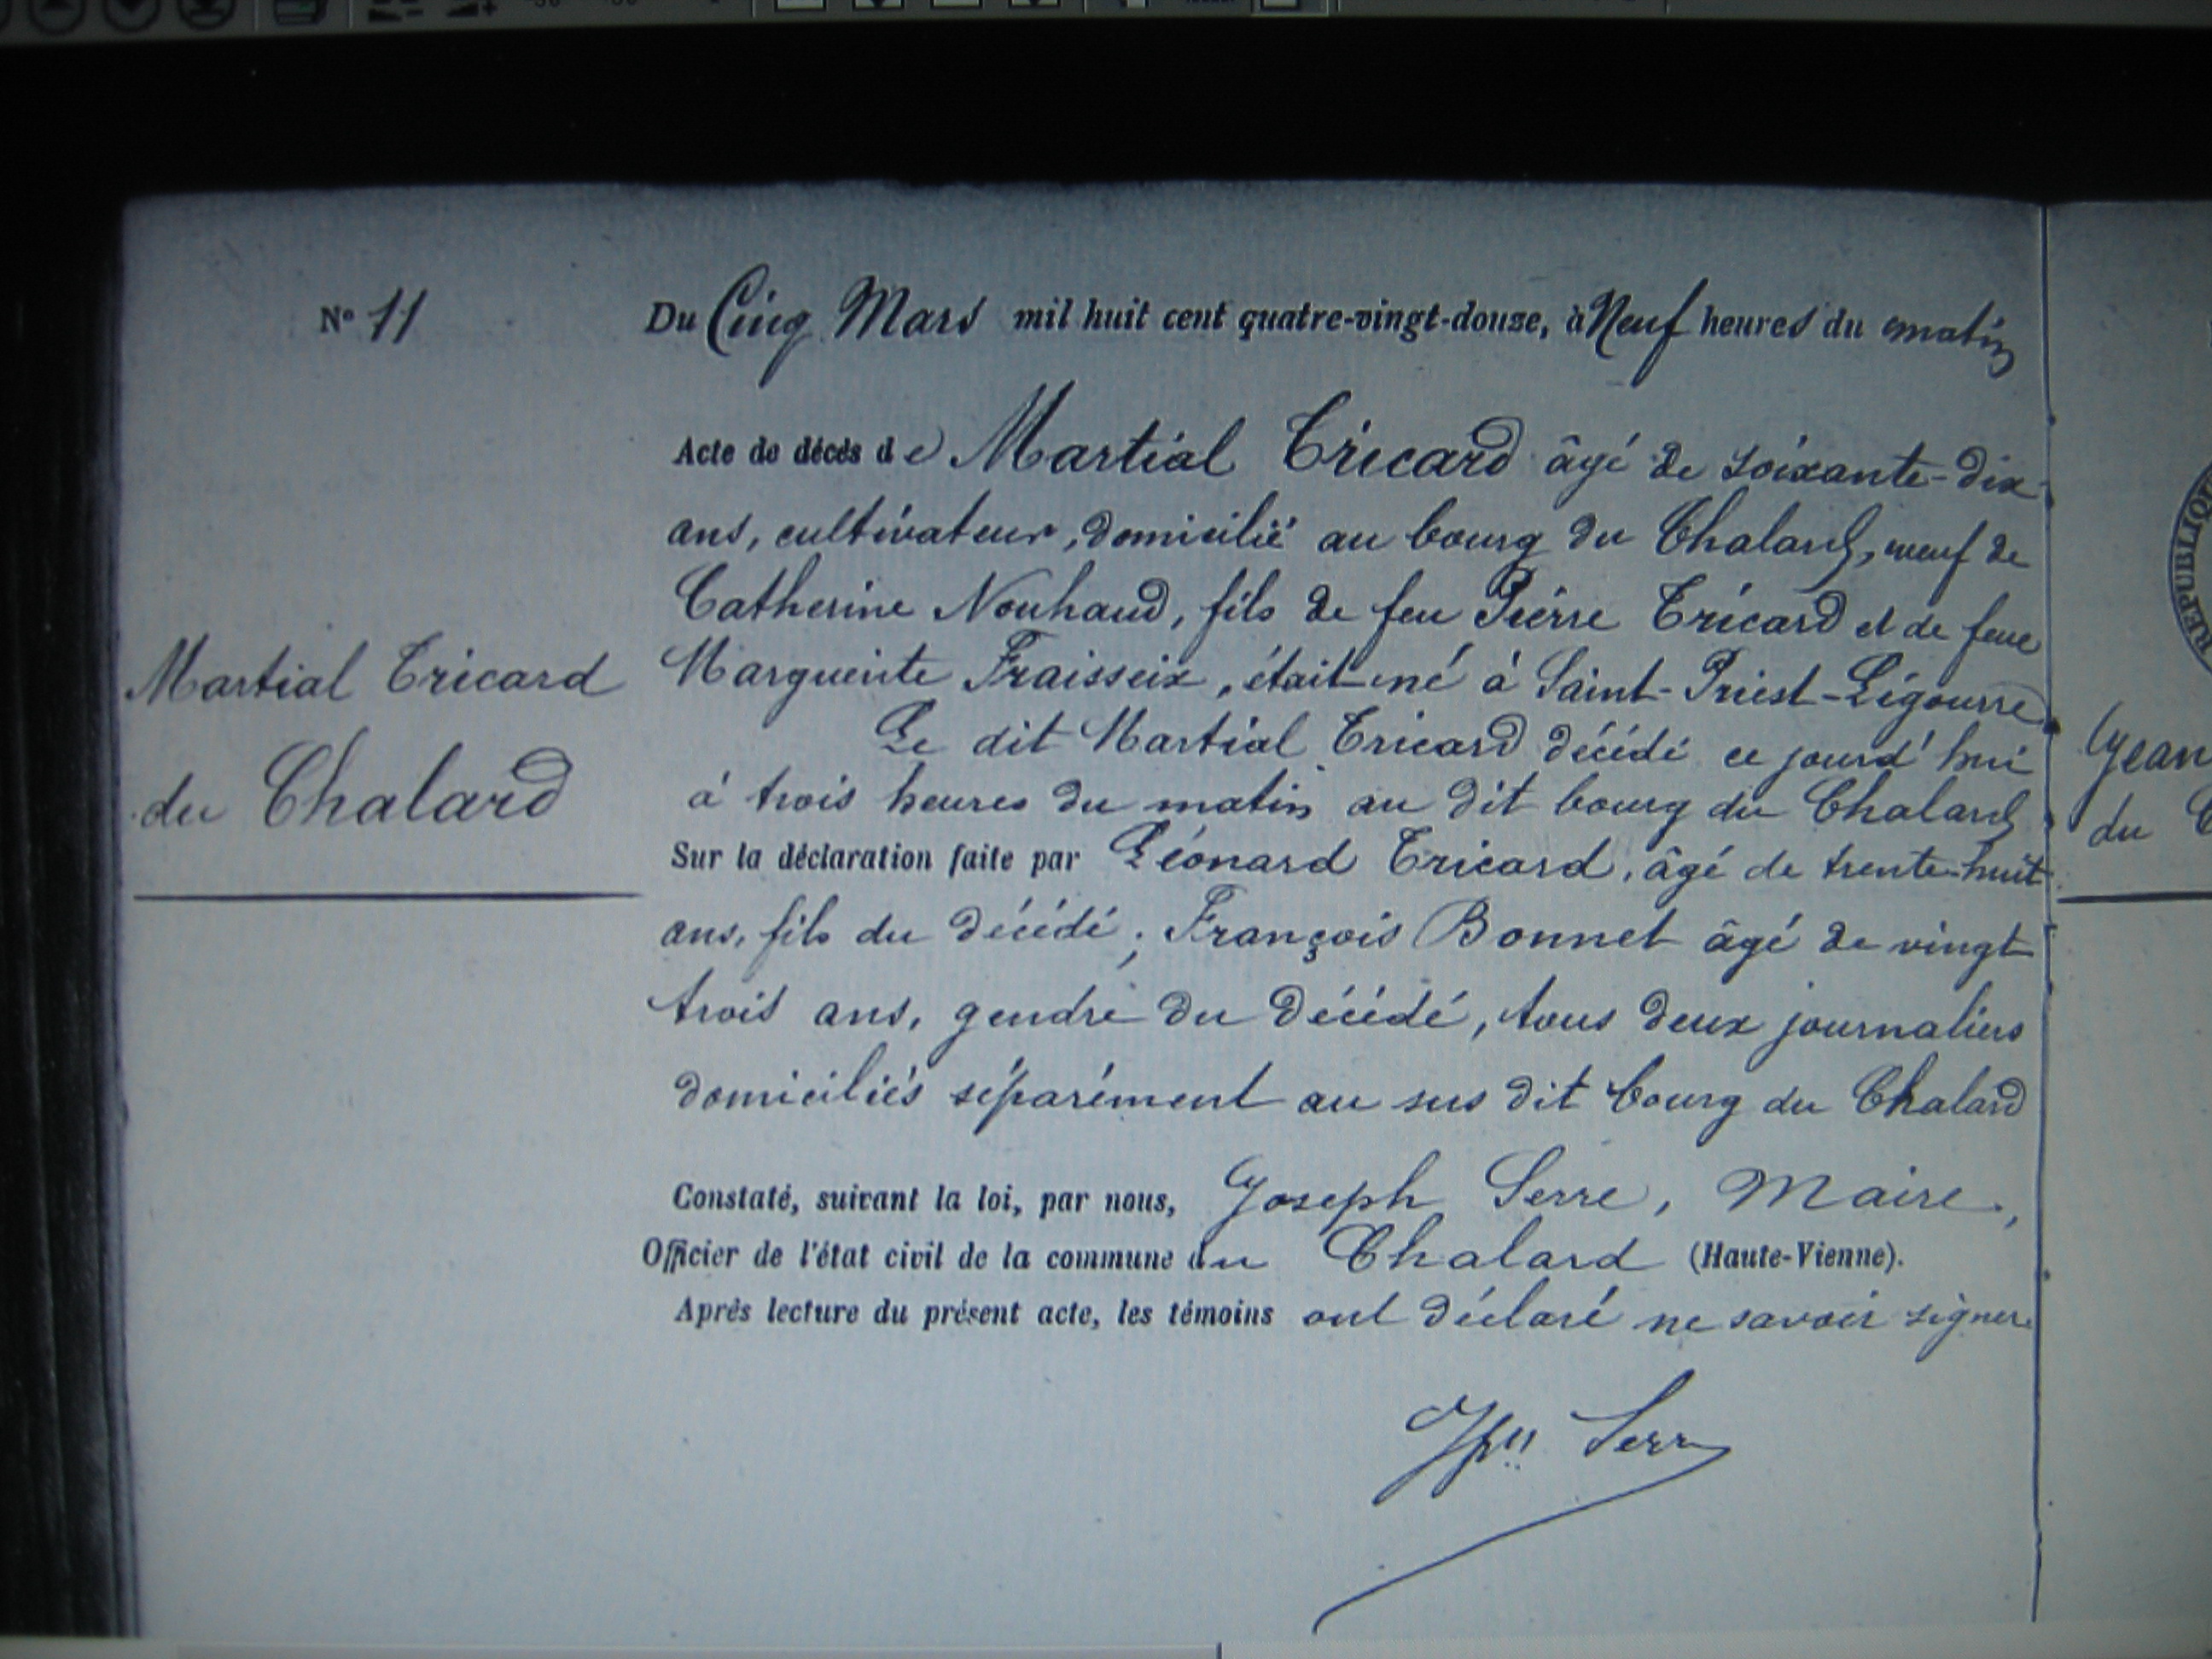 N° 11
Du Cinq Mars mil huit cent quatre-vingt-douze, à Neuf heures du matin
Acte de décés de Martial Tricard âgé de soixante-dix
ans, cultivateur, domicilié au bourg du Chalard, veuf de
Catherine Nouhaud, fils de feu Pierre Tricard et de feue
Marguerite Fraisseix, était né à Saint-Priest-Ligourre.
Le dit Martial Tricard décédé ce jourd'hui
à trois heures du matin au dit bourg du Chalard
Sur la déclaration faite par Léonard Tricard, âgé de trente-huit
ans, fils du décédé; François Bonnet âgé de vingt
trois ans, gendre du décédé, tous deux journaliers
domiciliés séparément au sus dit bourg du Chalard
Constaté, suivant la loi, par nous, Joseph Serre, Maire,
Officier de l'état civil de la commune du Chalard (Haute-Vienne).
Après lecture du présent acte, les témoins ont déclaré ne savoir signer.
Serre
Martial Tricard
du Chalard
Jean
du
REPUBLIQUE